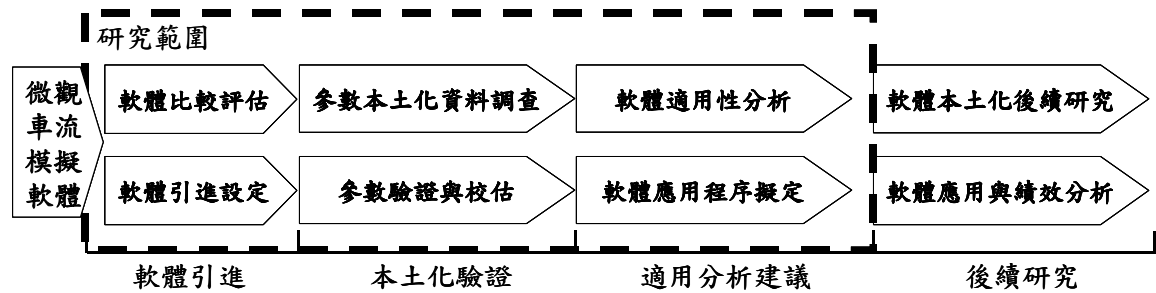 研究範圍
微觀
車流
模擬
軟體
軟體比較評估
參數本土化資料調查
軟體適用性分析
軟體本土化後續研究
軟體引進設定
參數驗證與校估
軟體應用程序擬定
軟體應用與績效分析
軟體引進
本土化驗證
適用分析建議
後續研究